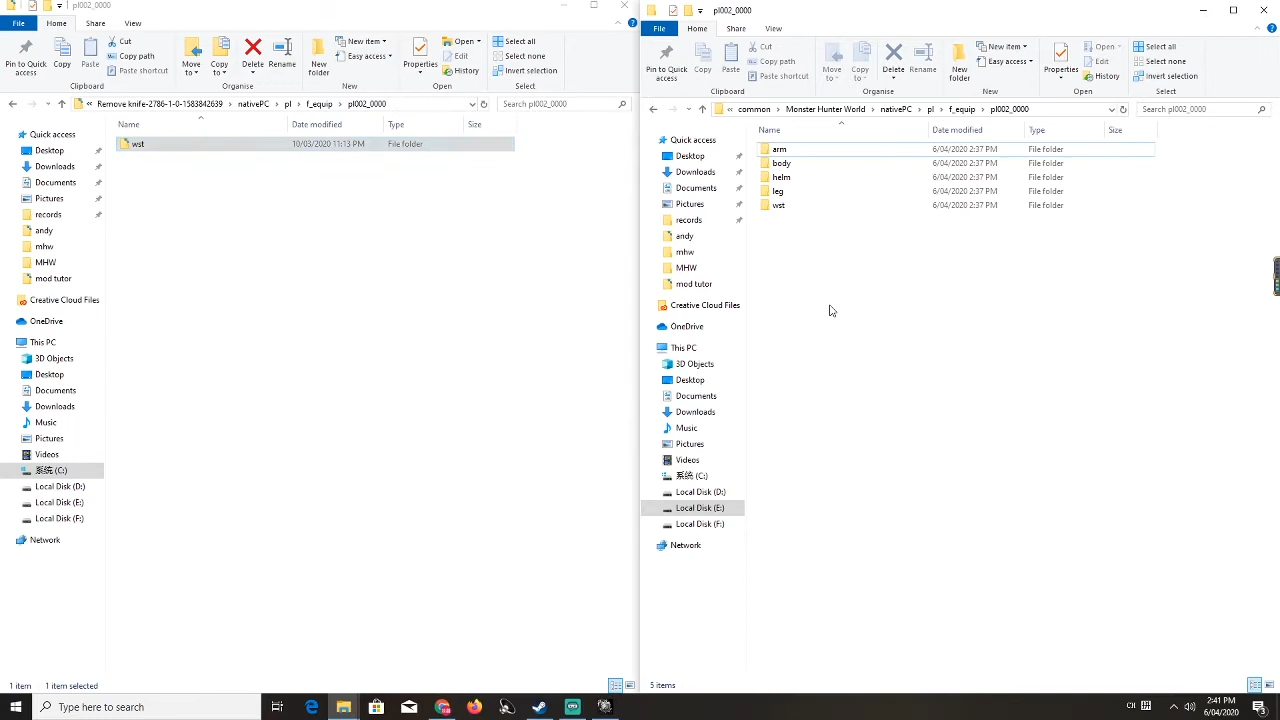 pl002_0000
File Home Share View
Pin to Quick access
Copy
Paste
Cut
Copy path
Paste shortcut
Clipboard
Move to
Copy to
Delete
Rename
Organise
New folder
New item
Easy access
New
Properties
Open
Edit
History
Open
Select all
Select none
Invert selection
Select
Remove knife-2786-1-0-1583842639 > nativePC > pl > f_equip > pl002_0000
Search pl002_0000
Name Date modified Type Size
wst 10/03/2020 11:13 PM File folder
Quick access
Desktop
Downloads
Documents
Pictures
records
andy
mhw
MHW
mod tutor
Creative Cloud Files
OneDrive
This PC
3D Objects
Desktop
Documents
Downloads
Music
Pictures
Videos
系统 (C:)
Local Disk (D:)
Local Disk (E:)
Local Disk (F:)
Network
1 item 1 item selected
pl002_0000
File Home Share View
Pin to Quick access
Copy
Paste
Cut
Copy path
Paste shortcut
Clipboard
Move to
Copy to
Delete
Rename
Organise
New folder
New item
Easy access
New
Properties
Open
Edit
History
Open
Select all
Select none
Invert selection
Select
common > Monster Hunter World > nativePC > pl > f_equip > pl002_0000
Search pl002_0000
Name Date modified Type Size
arm 6/04/2020 2:37 PM File folder
body 6/04/2020 2:37 PM File folder
helm 6/04/2020 2:37 PM File folder
leg 6/04/2020 2:37 PM File folder
wst 6/04/2020 2:37 PM File folder
Quick access
Desktop
Downloads
Documents
Pictures
records
andy
mhw
MHW
mod tutor
Creative Cloud Files
OneDrive
This PC
3D Objects
Desktop
Documents
Downloads
Music
Pictures
Videos
系统 (C:)
Local Disk (D:)
Local Disk (E:)
Local Disk (F:)
Network
5 items
Type here to search
CH
2:41 PM
6/04/2020